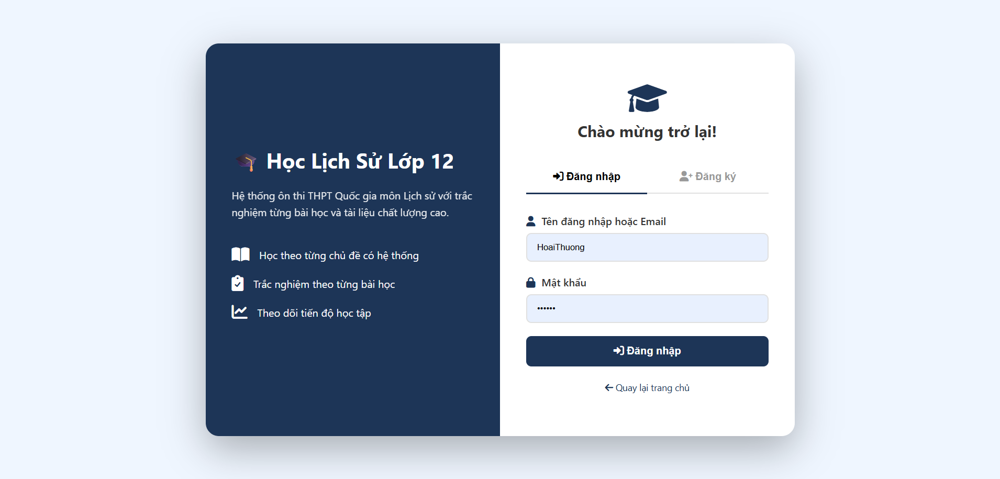 Học Lịch Sử Lớp 12
Hệ thống ôn thi THPT Quốc gia môn Lịch sử với trắc
nghiệm từng bài học và tài liệu chất lượng cao.
Học theo từng chủ đề có hệ thống
Trắc nghiệm theo từng bài học
Theo dõi tiến độ học tập
Chào mừng trở lại!
Đăng nhập
Đăng ký
Tên đăng nhập hoặc Email
HoaiThuong
Mật khẩu
••••••
Đăng nhập
Quay lại trang chủ